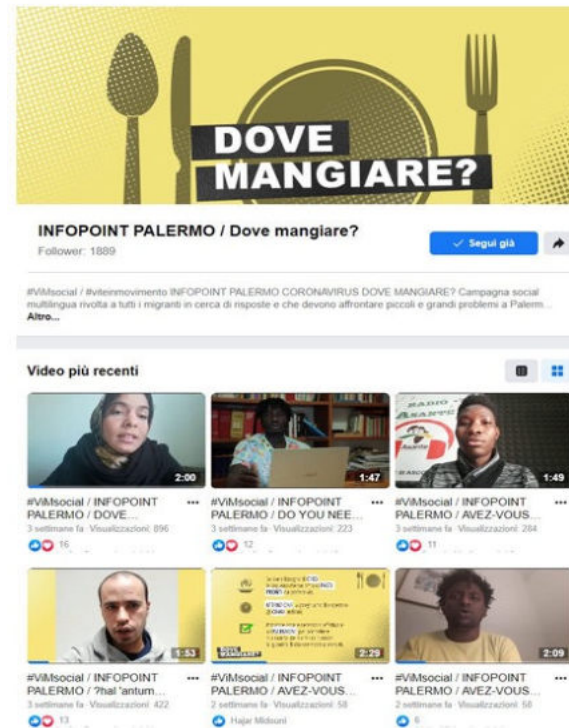 DOVE
MANGIARE?
INFOPOINT PALERMO / Dove mangiare?
Follower: 1889
Segui già
#ViMsocial / #viteinmovimento INFOPOINT PALERMO CORONAVIRUS DOVE MANGIARE? Campagna social
multilingua rivolta a tutti i migranti in cerca di risposte e che devono affrontare piccoli e grandi problemi a Palerm...
Altro...
Video più recenti
RADIO
ASANTE
Asante
2:00
1:47
1:49
#ViMsocial / INFOPOINT
PALERMO / DOVE...
3 settimane fa · Visualizzazioni: 896
16
#ViMsocial / INFOPOINT
PALERMO / DO YOU NEE...
3 settimane fa · Visualizzazioni: 223
12
#ViMsocial / INFOPOINT
PALERMO / AVEZ-VOUS...
3 settimane fa · Visualizzazioni: 284
11
1:53
DOVE
MANGIARE?
2:29
2:09
#ViMsocial / INFOPOINT
PALERMO / ?hal 'antum...
3 settimane fa · Visualizzazioni: 422
13
#ViMsocial / INFOPOINT
PALERMO / AVEZ-VOUS...
2 settimane fa · Visualizzazioni: 58
Hajar Midouni
#ViMsocial / INFOPOINT
PALERMO / AVEZ-VOUS...
2 settimane fa · Visualizzazioni: 58
6